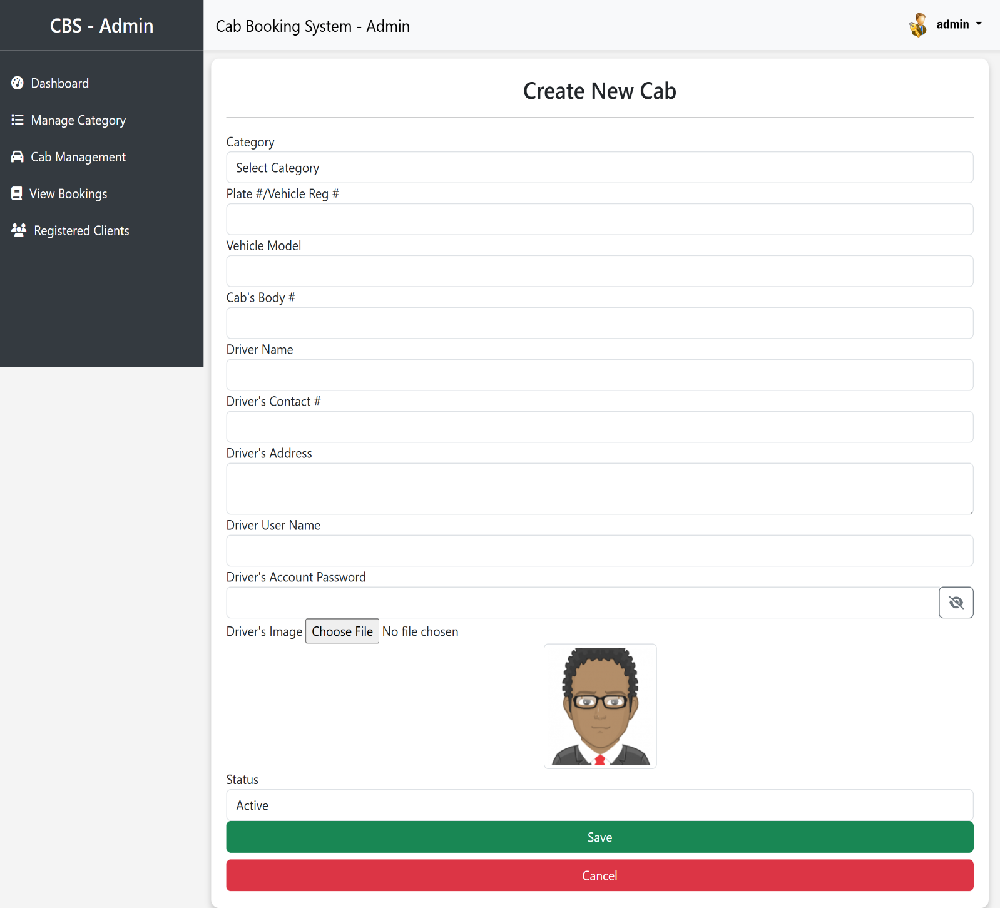 CBS - Admin
Cab Booking System - Admin
admin
Dashboard
Manage Category
Cab Management
View Bookings
Registered Clients
Create New Cab
Category
Select Category
Plate #/Vehicle Reg #
Vehicle Model
Cab's Body #
Driver Name
Driver's Contact #
Driver's Address
Driver User Name
Driver's Account Password
Driver's Image Choose File No file chosen
Status
Active
Save
Cancel